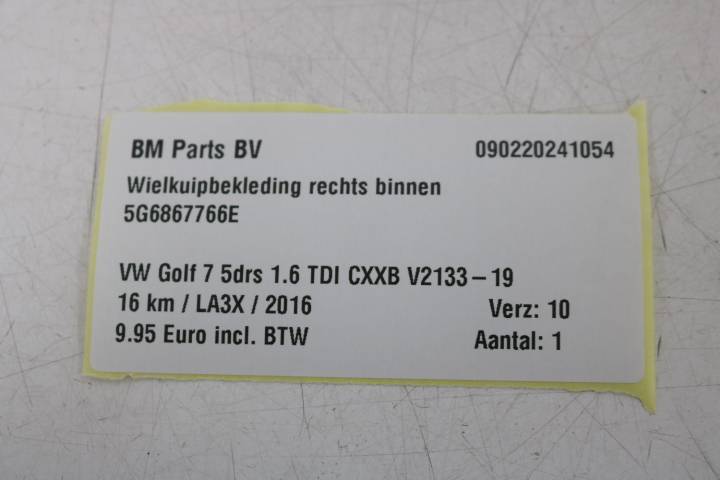 BM Parts BV 090220241054
Wielkuipbekleding rechts binnen
5G6867766E
VW Golf 7 5drs 1.6 TDI CXXB V2133-19
16 km / LA3X / 2016 Verz: 10
9.95 Euro incl. BTW Aantal: 1